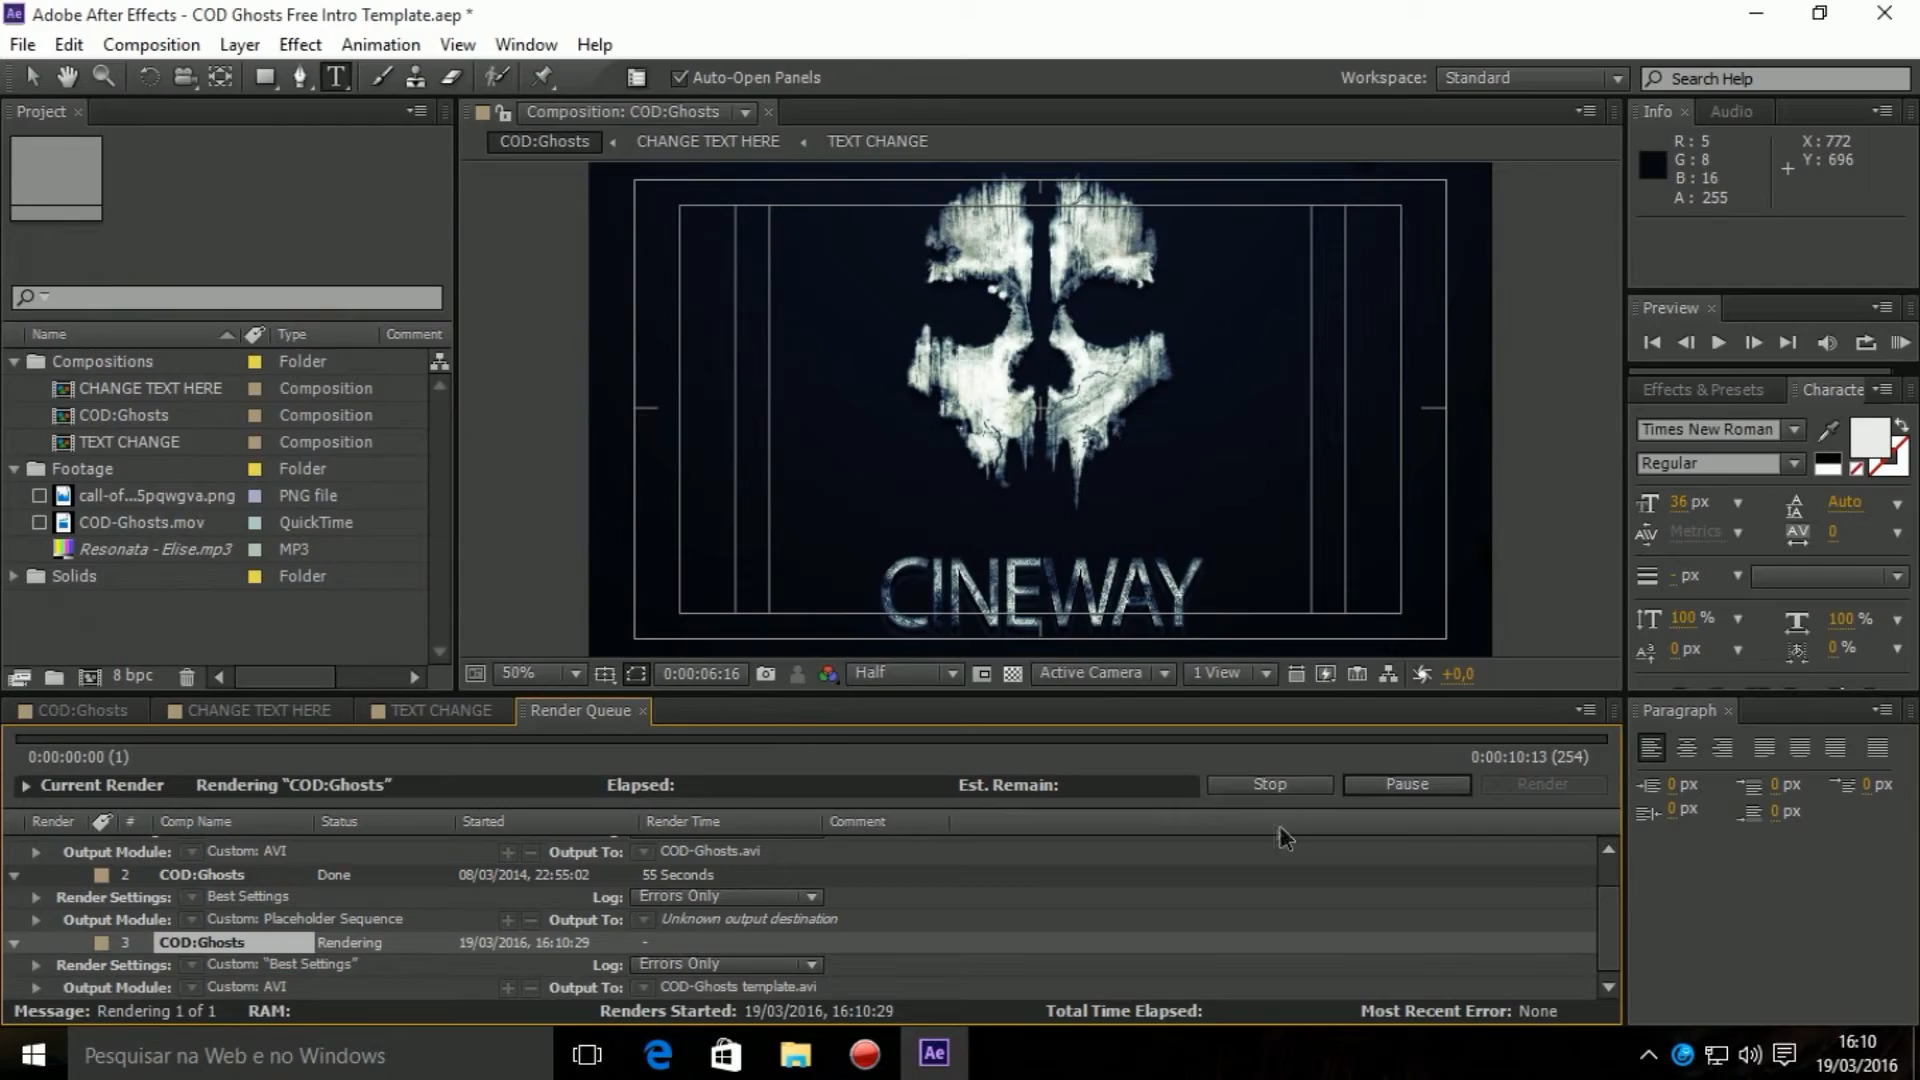 Ae Adobe After Effects - COD Ghosts Free Intro Template.aep *
File Edit Composition Layer Effect Animation View Window Help
T Auto-Open Panels Workspace: Standard Search Help
Project
Composition: COD:Ghosts
COD:Ghosts CHANGE TEXT HERE TEXT CHANGE
Name Type Comment
Compositions Folder
CHANGE TEXT HERE Composition
COD:Ghosts Composition
TEXT CHANGE Composition
Footage Folder
call-of...5pqwgva.png PNG file
COD-Ghosts.mov QuickTime
Resonata - Elise.mp3 MP3
Solids Folder
8 bpc
CINEWAY
50% 0:00:06:16 Half Active Camera 1 View +0,0
Info Audio
R : 5 X : 772
G : 8 Y : 696
B : 16
A : 255
Preview
Effects & Presets Characte
Times New Roman
Regular
36 px Auto
Metrics 0
- px
100 % 100 %
0 px 0 %
COD:Ghosts CHANGE TEXT HERE TEXT CHANGE Render Queue
0:00:00:00 (1) 0:00:10:13 (254)
Current Render Rendering “COD:Ghosts” Elapsed: Est. Remain: Stop Pause Render
Render # Comp Name Status Started Render Time Comment
Output Module: Custom: AVI Output To: COD-Ghosts.avi
2 COD:Ghosts Done 08/03/2014, 22:55:02 55 Seconds
Render Settings: Best Settings Log: Errors Only
Output Module: Custom: Placeholder Sequence Output To: Unknown output destination
3 COD:Ghosts Rendering 19/03/2016, 16:10:29 -
Render Settings: Custom: "Best Settings" Log: Errors Only
Output Module: Custom: AVI Output To: COD-Ghosts template.avi
Message: Rendering 1 of 1 RAM: Renders Started: 19/03/2016, 16:10:29 Total Time Elapsed: Most Recent Error: None
Paragraph
0 px 0 px 0 px
0 px 0 px
Pesquisar na Web e no Windows
Ae
16:10
19/03/2016